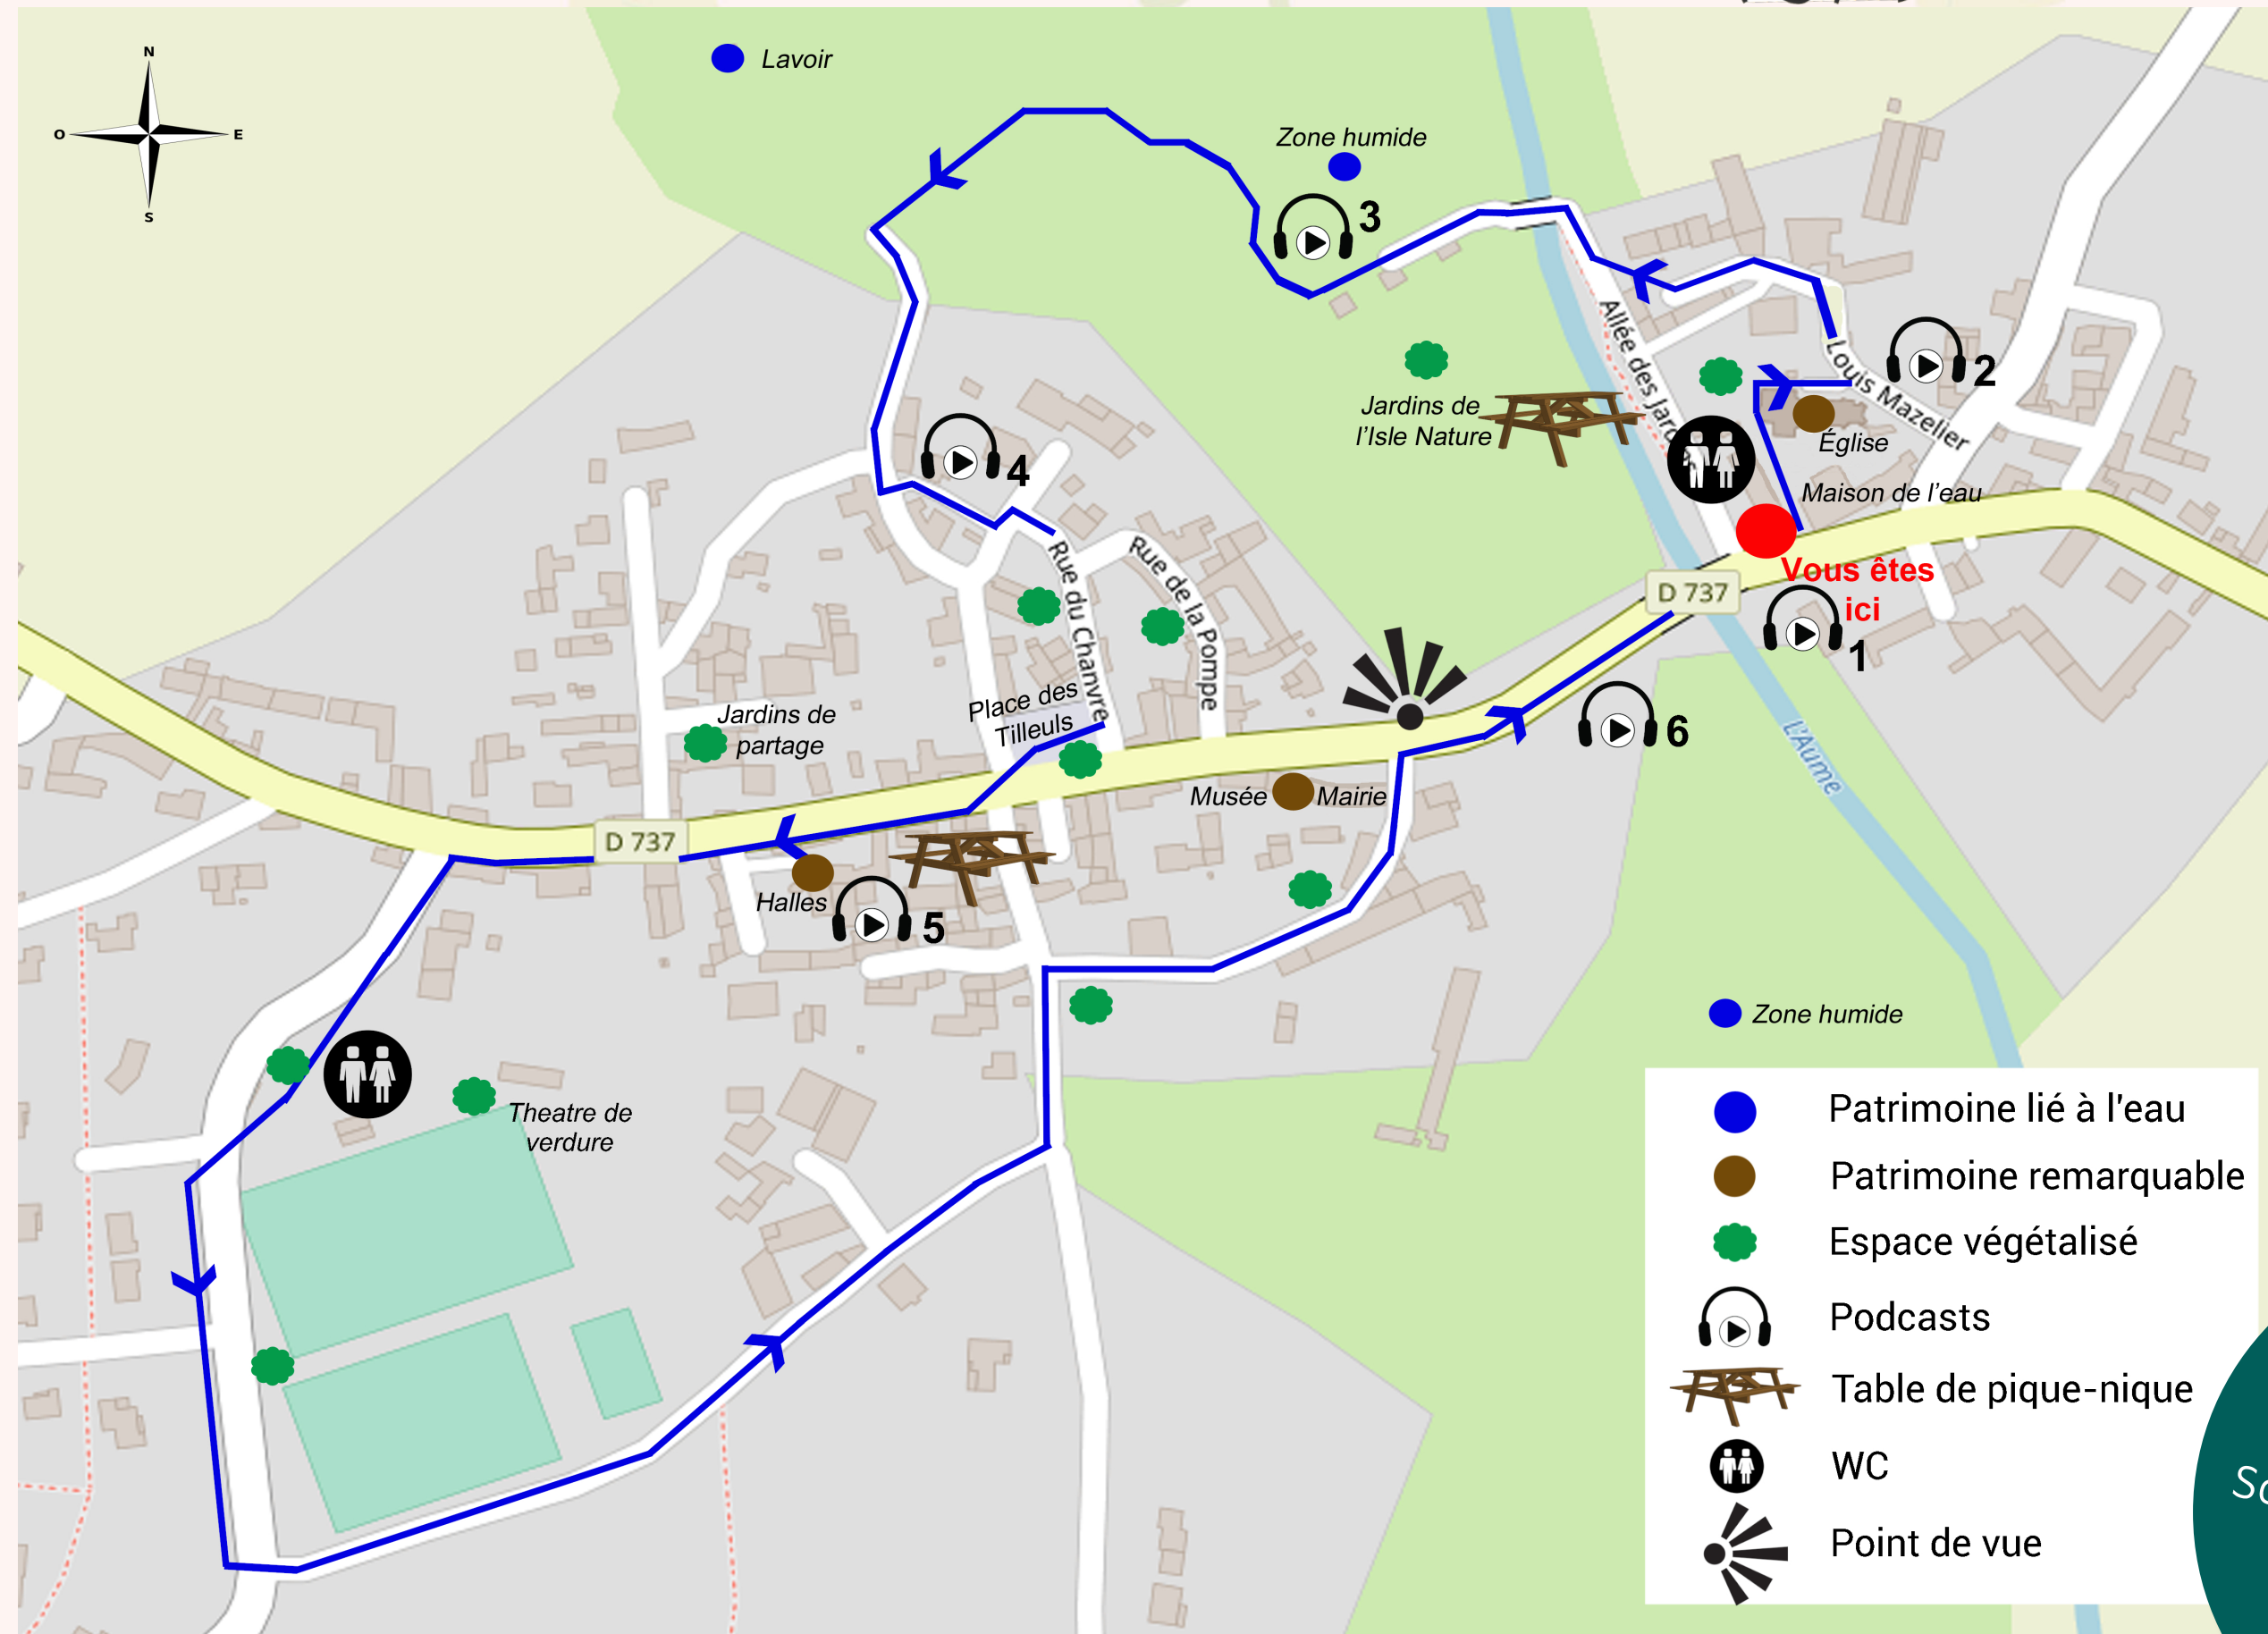 N
O
E
S
Lavoir
Zone humide
3
Allée des Jard
Louis Mazelier
2
Jardins de
l'Isle Nature
Église
Maison de l'eau
Vous êtes
ici
D 737
1
4
Rue du Chanvre
Rue de la Pompe
Place des
Tilleuls
Jardins de
partage
6
L'Aume
Musée
Mairie
D 737
Halles
5
Zone humide
Theatre de
verdure
Patrimoine lié à l'eau
Patrimoine remarquable
Espace végétalisé
Podcasts
Table de pique-nique
WC
Point de vue